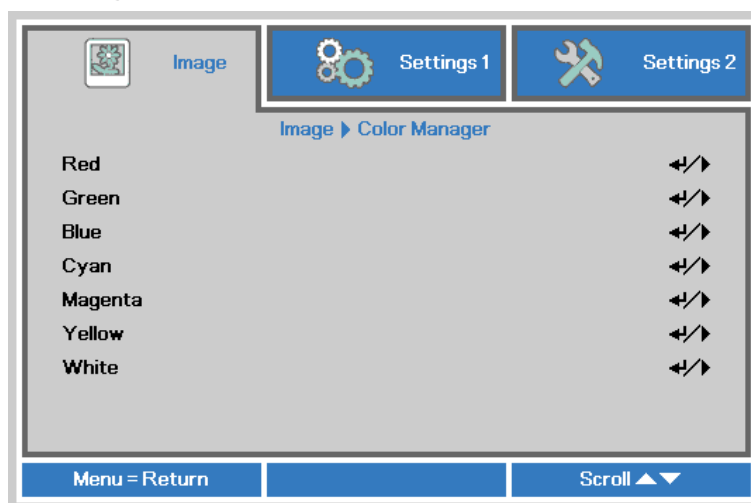 Image
Settings 1
Settings 2
Image ▶ Color Manager
Red ↵/▶
Green ↵/▶
Blue ↵/▶
Cyan ↵/▶
Magenta ↵/▶
Yellow ↵/▶
White ↵/▶
Menu = Return
Scroll ▲▼